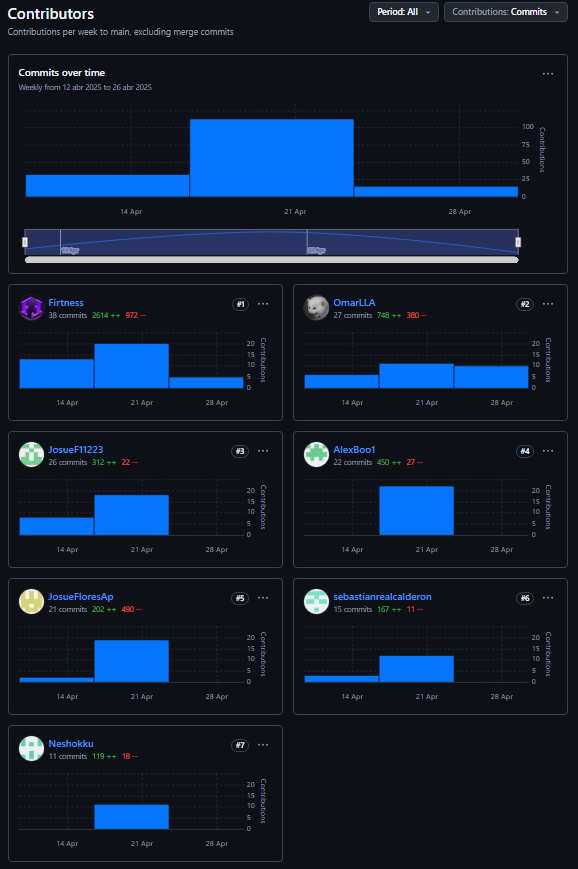 Contributors
Period: All
Contributions: Commits
Contributions per week to main, excluding merge commits
Commits over time
Weekly from 12 abr 2025 to 26 abr 2025
100
75
50
25
0
Contributions
14 Apr
21 Apr
28 Apr
Firtness
#1
38 commits 2614 ++ 972 --
20
15
10
5
0
Contributions
14 Apr
21 Apr
28 Apr
OmarLLA
#2
27 commits 748 ++ 380 --
20
15
10
5
0
Contributions
14 Apr
21 Apr
28 Apr
JosueF11223
#3
26 commits 312 ++ 22 --
20
15
10
5
0
Contributions
14 Apr
21 Apr
28 Apr
AlexBoo1
#4
22 commits 450 ++ 27 --
20
15
10
5
0
Contributions
14 Apr
21 Apr
28 Apr
JosueFloresAp
#5
21 commits 202 ++ 490 --
20
15
10
5
0
Contributions
14 Apr
21 Apr
28 Apr
sebastianrealcalderon
#6
15 commits 167 ++ 11 --
20
15
10
5
0
Contributions
14 Apr
21 Apr
28 Apr
Neshokku
#7
11 commits 119 ++ 18 --
20
15
10
5
0
Contributions
14 Apr
21 Apr
28 Apr